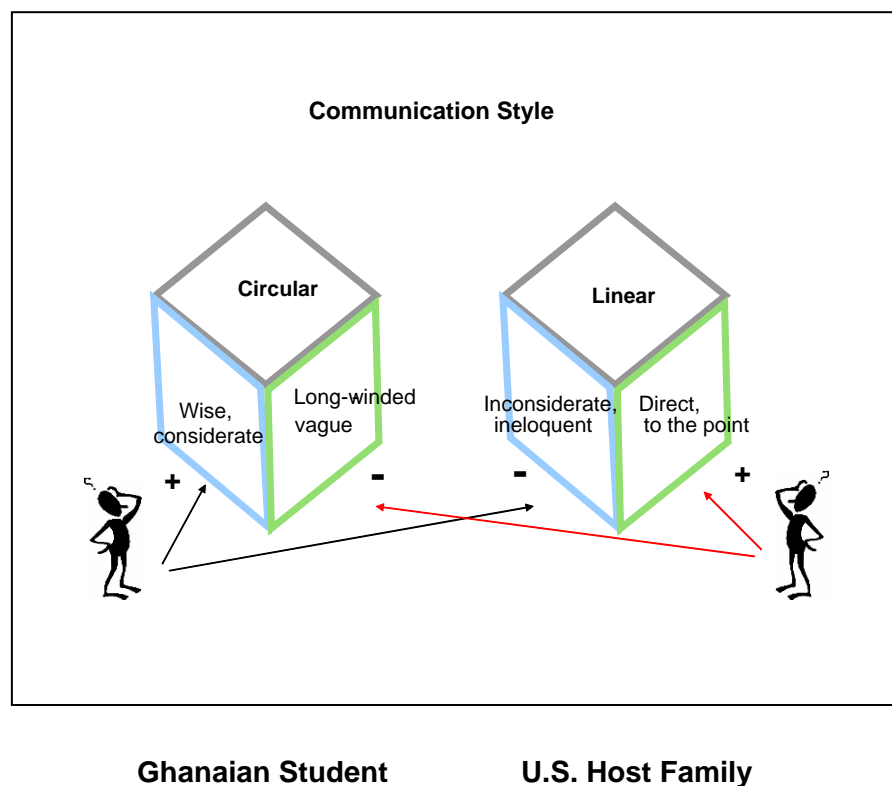 Communication Style
Circular
Linear
Wise,
considerate
Long-winded
vague
Inconsiderate,
ineloquent
Direct,
to the point
+
-
-
+
?
?
Ghanaian Student
U.S. Host Family